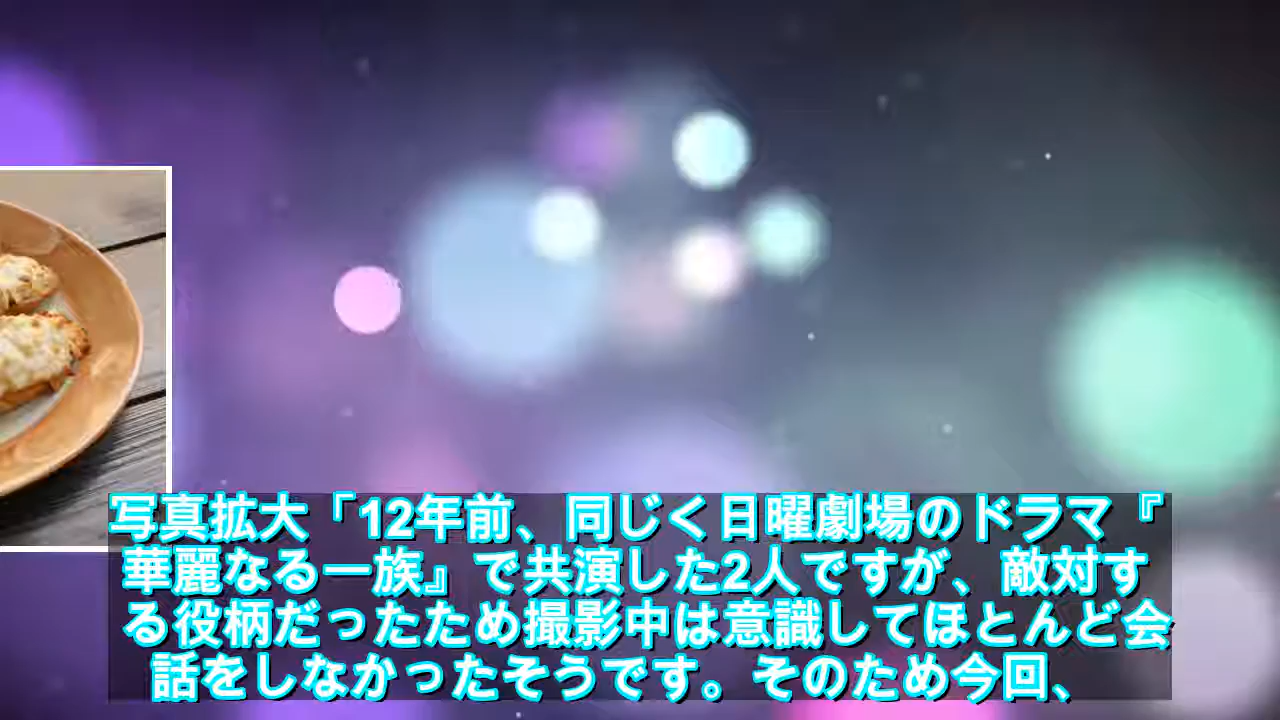 写真拡大「12年前、同じく日曜劇場のドラマ『
華麗なる一族』で共演した2人ですが、敵対す
る役柄だったため撮影中は意識してほとんど会
話をしなかったそうです。そのため今回、